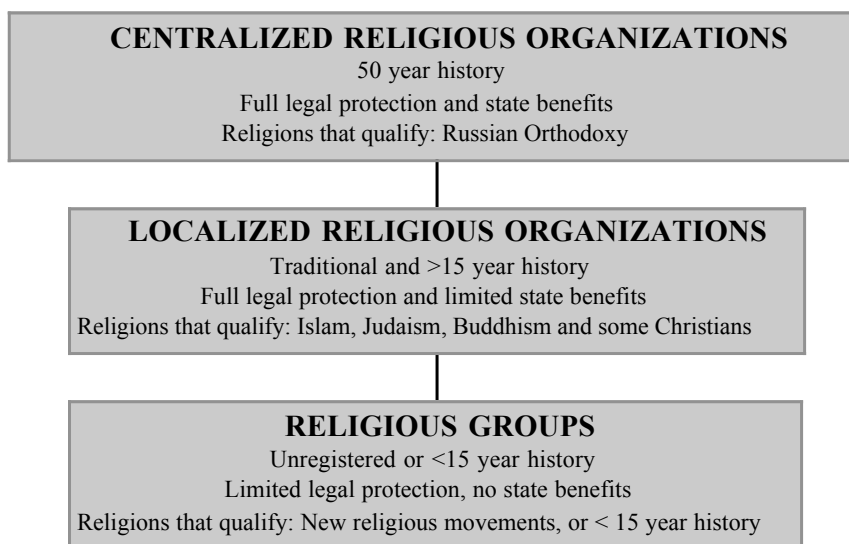 CENTRALIZED RELIGIOUS ORGANIZATIONS
50 year history
Full legal protection and state benefits
Religions that qualify: Russian Orthodoxy
LOCALIZED RELIGIOUS ORGANIZATIONS
Traditional and >15 year history
Full legal protection and limited state benefits
Religions that qualify: Islam, Judaism, Buddhism and some Christians
RELIGIOUS GROUPS
Unregistered or <15 year history
Limited legal protection, no state benefits
Religions that qualify: New religious movements, or < 15 year history